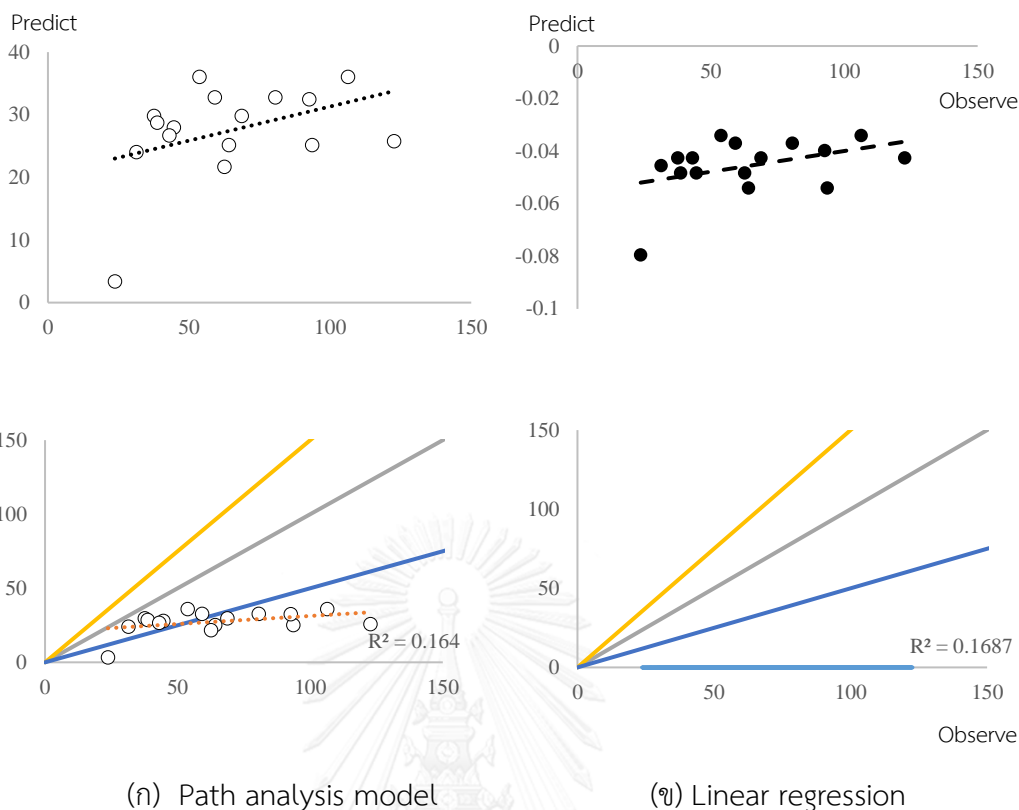 Predict
40
30
20
10
0
0 50 100 150
Predict
0
0 50 100 150
Observe
-0.02
-0.04
-0.06
-0.08
-0.1
150
100
50
0
R² = 0.164
0 50 100 150
150
100
50
0
R² = 0.1687
0 50 100 150
Observe
(ก) Path analysis model
(ข) Linear regression